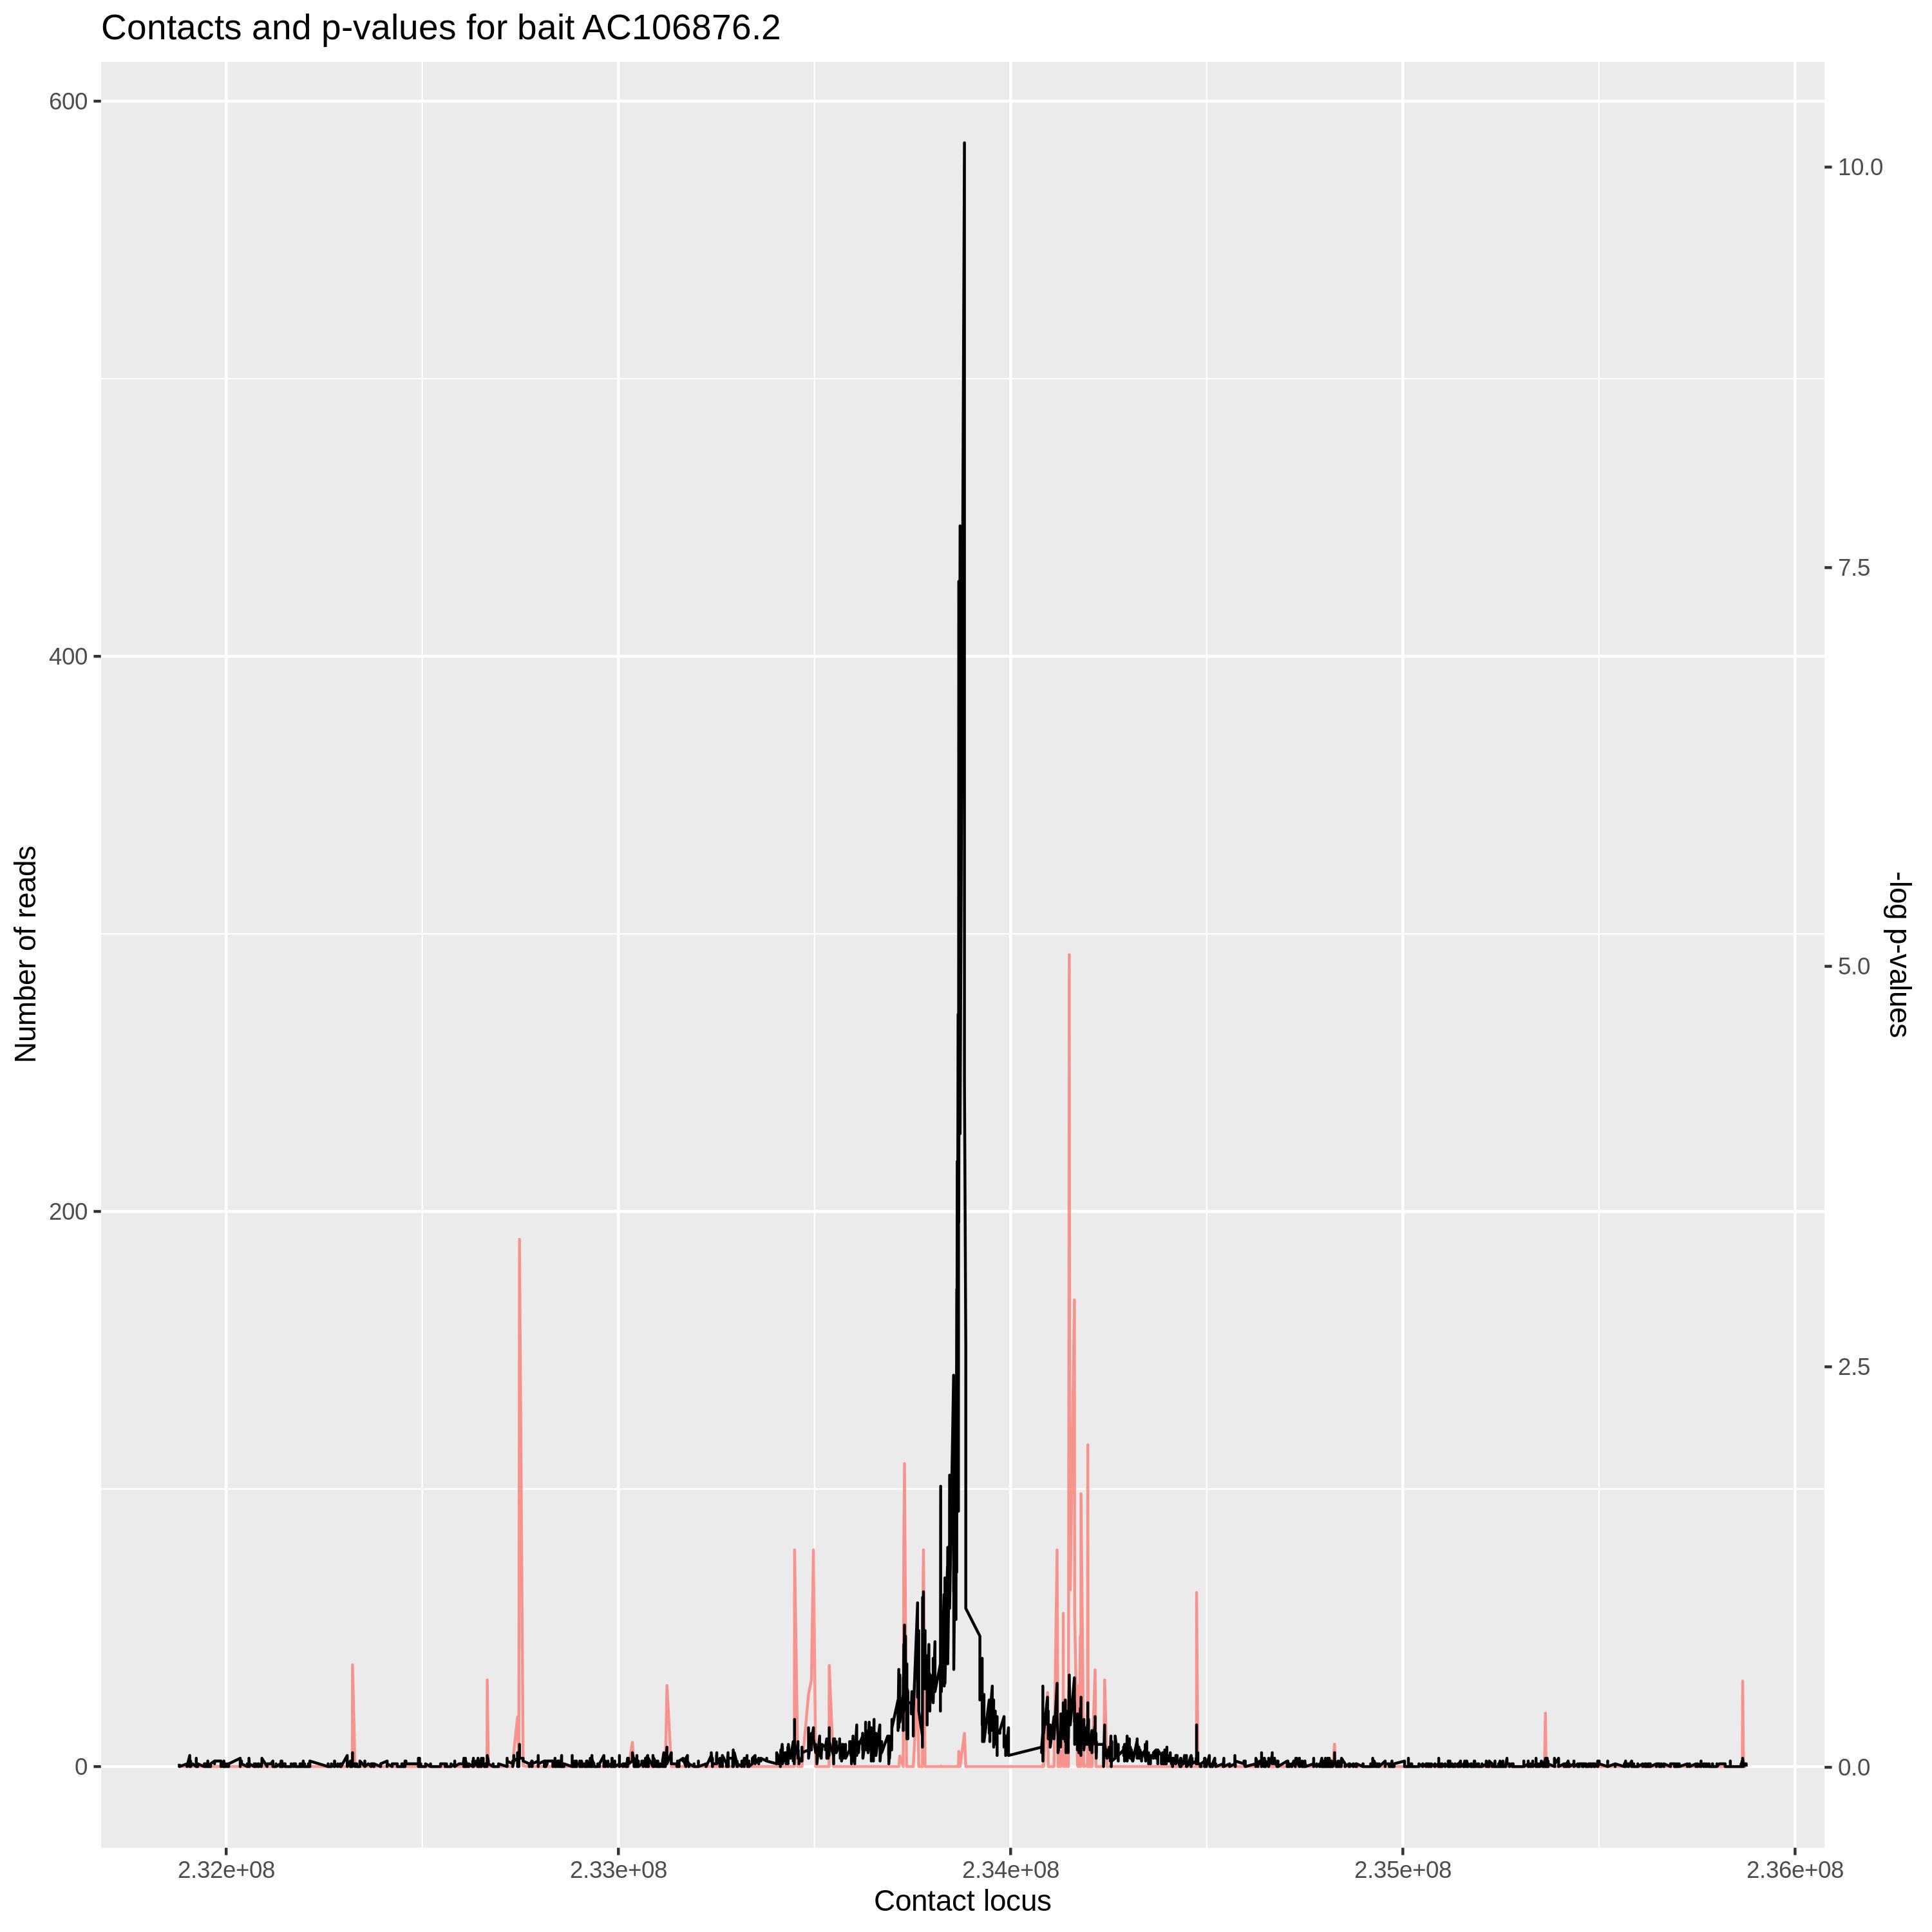 Contacts and p-values for bait AC106876.2
600
400
200
0
Number of reads
10.0
7.5
5.0
2.5
0.0
-log p-values
2.32e+08
2.33e+08
2.34e+08
2.35e+08
2.36e+08
Contact locus